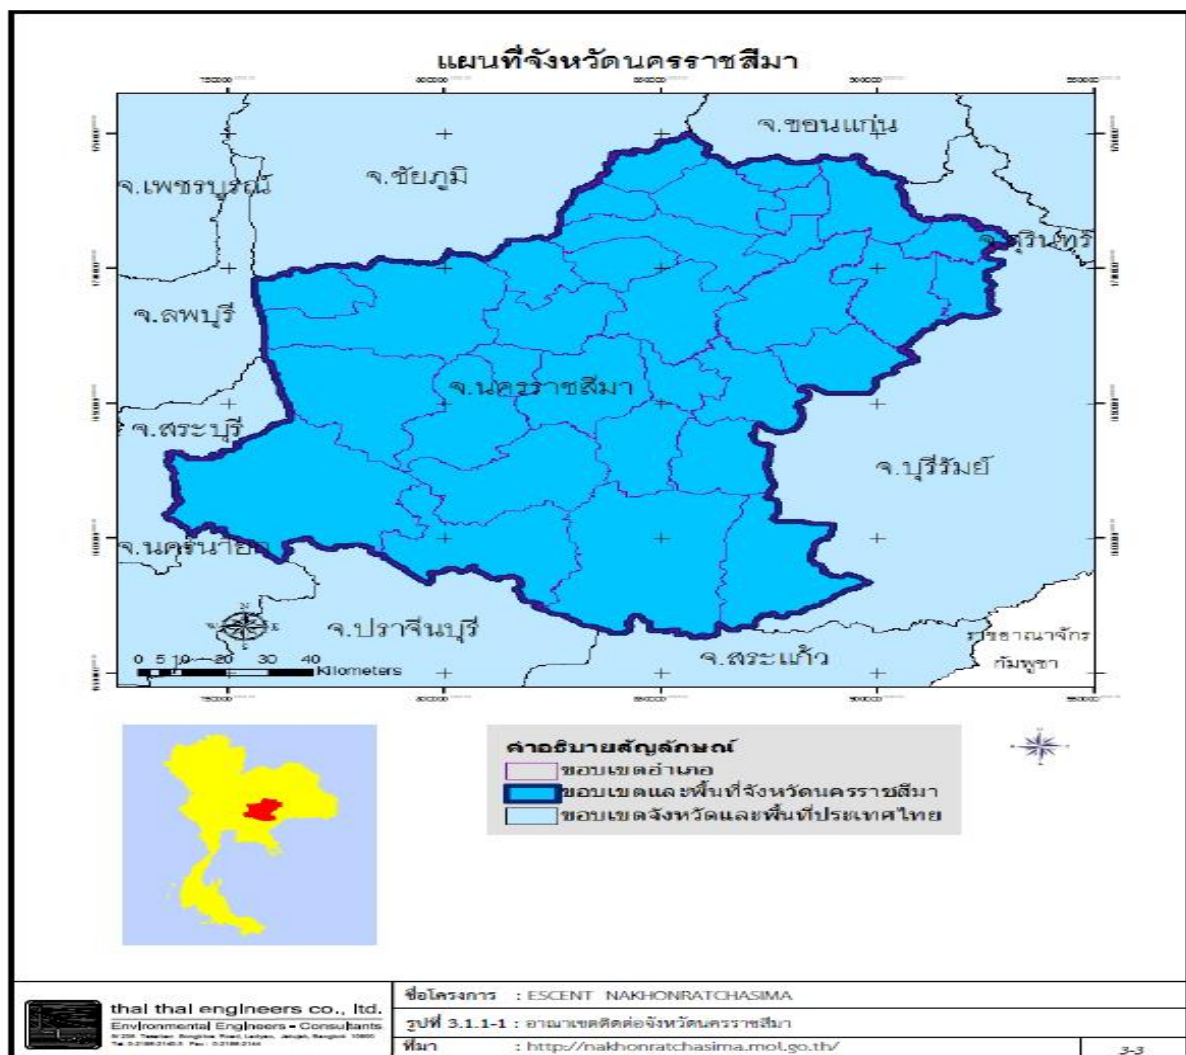 แผนที่จังหวัดนครราชสีมา
จ.ขอนแก่น
จ.ชัยภูมิ
จ.เพชรบูรณ์
จ.สุรินทร์
จ.ลพบุรี
จ.นครราชสีมา
จ.สระบุรี
จ.บุรีรัมย์
จ.นครนายก
จ.ปราจีนบุรี
ราชอาณาจักร
กัมพูชา
จ.สระแก้ว
0 5 10 20 30 40
Kilometers
คำอธิบายสัญลักษณ์
ขอบเขตอำเภอ
ขอบเขตและพื้นที่จังหวัดนครราชสีมา
ขอบเขตจังหวัดและพื้นที่ประเทศไทย
thai thai engineers co., ltd.
Environmental Engineers - Consultants
ชื่อโครงการ : ESCENT NAKHONRATCHASIMA
รูปที่ 3.1.1-1 : อาณาเขตติดต่อจังหวัดนครราชสีมา
ที่มา : http://nakhonratchasima.mol.go.th/
3-3